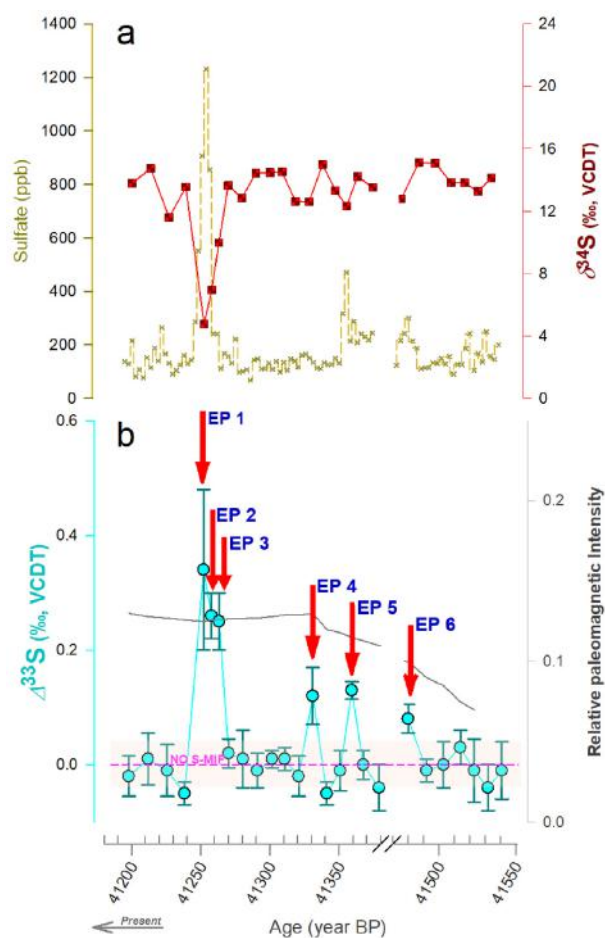 a
1400
1200
1000
800
600
400
200
0
Sulfate (ppb)
24
20
16
12
8
4
0
δ³⁴S (‰, VCDT)
b
EP 1
EP 2
EP 3
EP 4
EP 5
EP 6
0.6
0.4
0.2
0.0
Δ³³S (‰, VCDT)
NO S-MIF
0.2
0.1
0.0
Relative paleomagnetic Intensity
41200
41250
41300
41350
41500
41550
Present
Age (year BP)